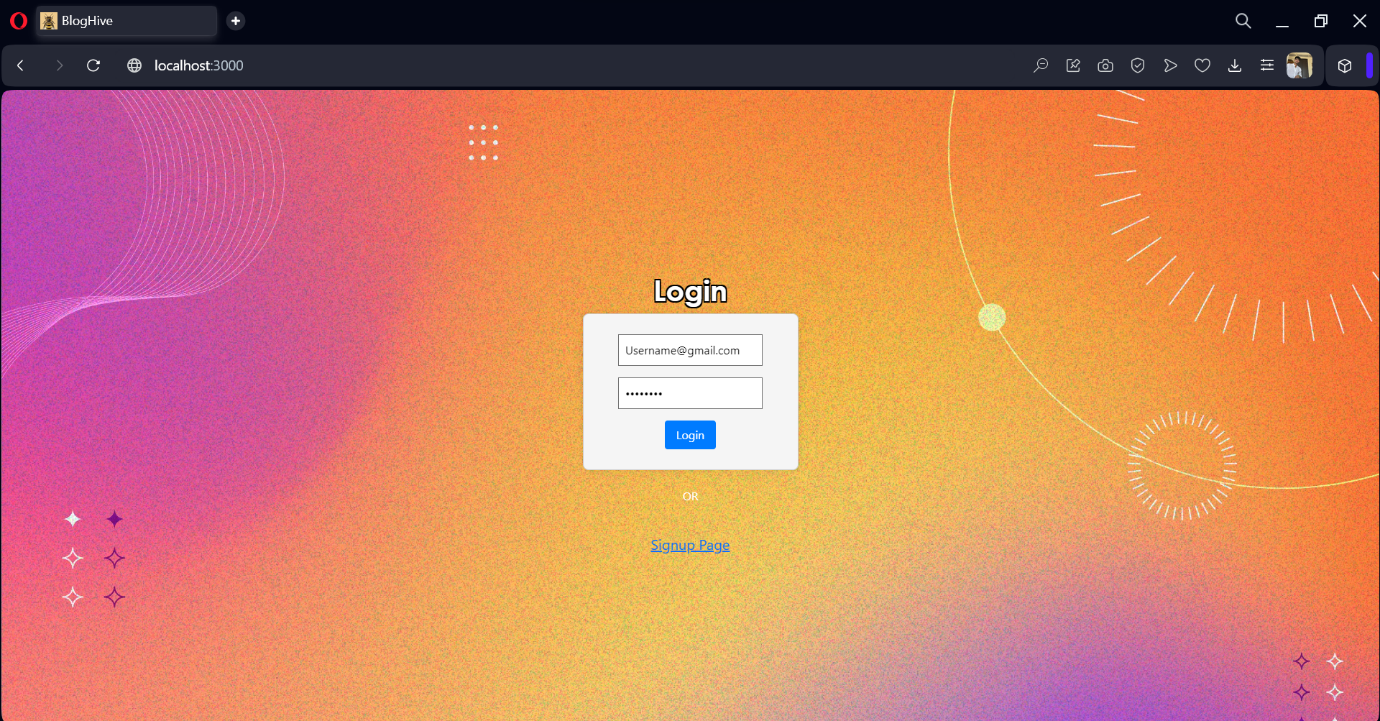 BlogHive
localhost:3000
Login
Username@gmail.com
••••••••
Login
OR
Signup Page